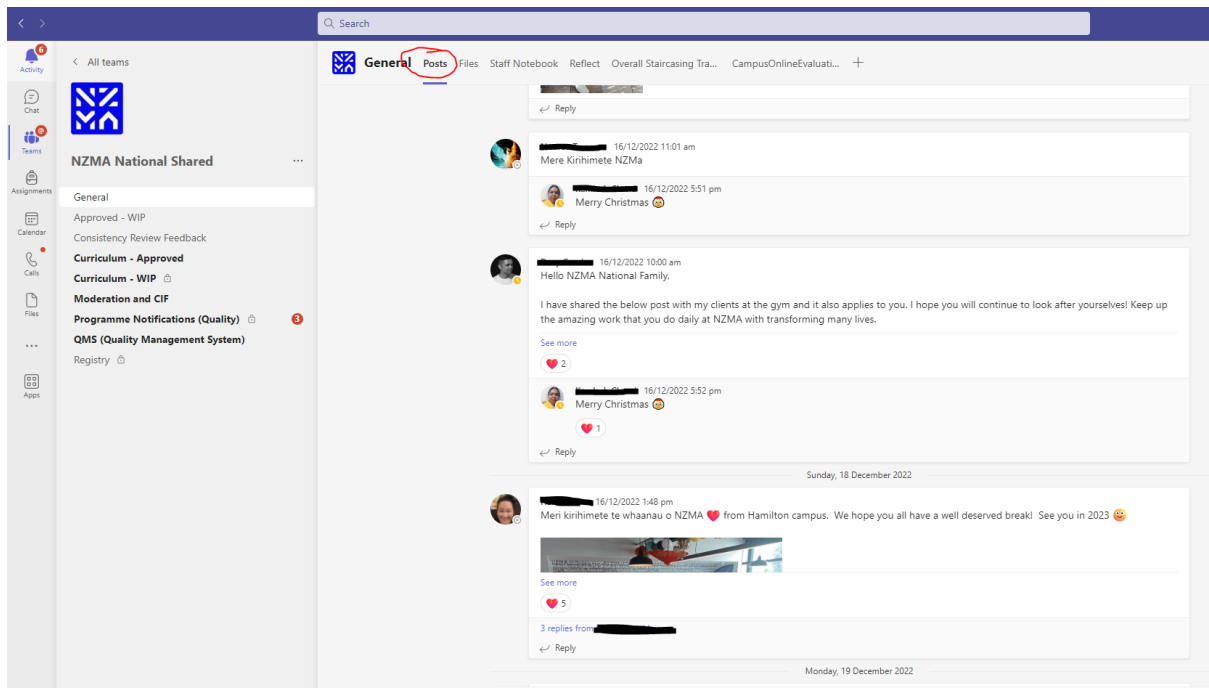 Search
6
Activity
Chat
@
Teams
Assignments
Calendar
Calls
Files
...
Apps
All teams
NZMA
NZMA National Shared
...
General
Approved - WIP
Consistency Review Feedback
Curriculum - Approved
Curriculum - WIP
Moderation and CIF
Programme Notifications (Quality) 3
QMS (Quality Management System)
Registry
NZMA General Posts Files Staff Notebook Reflect Overall Staircasing Tra... CampusOnlineEvaluati... +
Reply
16/12/2022 11:01 am
Mere Kirihimete NZMa
16/12/2022 5:51 pm
Merry Christmas 🤶
Reply
16/12/2022 10:00 am
Hello NZMA National Family,
I have shared the below post with my clients at the gym and it also applies to you. I hope you will continue to look after yourselves! Keep up
the amazing work that you do daily at NZMA with transforming many lives.
See more
❤️ 2
16/12/2022 5:52 pm
Merry Christmas 🤶
❤️ 1
Reply
Sunday, 18 December 2022
16/12/2022 1:48 pm
Meri kirihimete te whaanau o NZMA ❤️ from Hamilton campus. We hope you all have a well deserved break! See you in 2023 😀
See more
❤️ 5
3 replies from
Reply
Monday, 19 December 2022